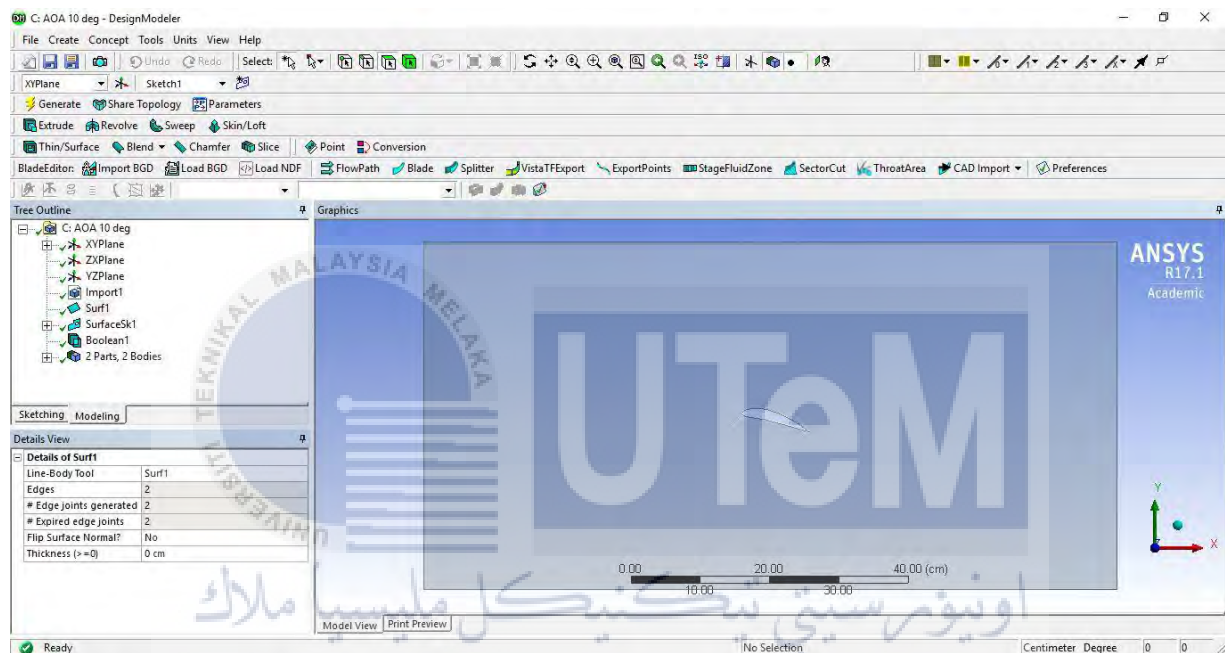 C: AOA 10 deg - DesignModeler
File Create Concept Tools Units View Help
Undo Redo Select:
XYPlane Sketch1
Generate Share Topology Parameters
Extrude Revolve Sweep Skin/Loft
Thin/Surface Blend Chamfer Slice Point Conversion
BladeEditor: Import BGD Load BGD Load NDF FlowPath Blade Splitter VistaTFExport ExportPoints StageFluidZone SectorCut ThroatArea CAD Import Preferences
Tree Outline
C: AOA 10 deg
XYPlane
ZXPlane
YZPlane
Import1
Surf1
SurfaceSk1
Boolean1
2 Parts, 2 Bodies
Sketching Modeling
Details View
Details of Surf1
Line-Body Tool Surf1
Edges 2
# Edge joints generated 2
# Expired edge joints 2
Flip Surface Normal? No
Thickness (>=0) 0 cm
Graphics
ANSYS
R17.1
Academic
UNIVERSITI TEKNIKAL MALAYSIA MELAKA
UTeM
Y
X
0.00 20.00 40.00 (cm)
10.00 30.00
اونيۏرسيتي تيكنيكل مليسيا ملاك
Model View Print Preview
Ready No Selection Centimeter Degree 0 0